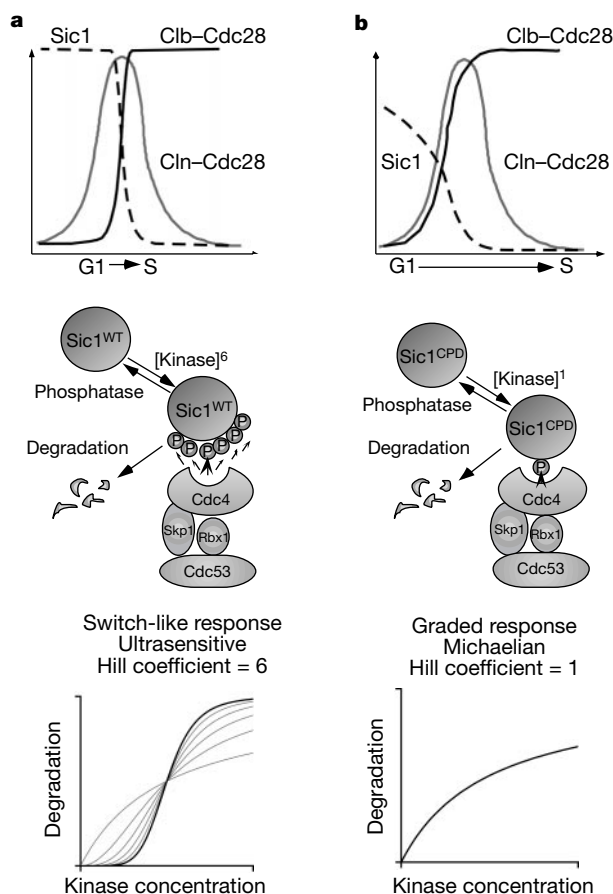 a
Sic1
Clb–Cdc28
Cln–Cdc28
G1
S
Sic1WT
[Kinase]6
Phosphatase
Sic1WT
P P P P P P
Degradation
Cdc4
Skp1
Rbx1
Cdc53
Switch-like response
Ultrasensitive
Hill coefficient = 6
Degradation
Kinase concentration
b
Clb–Cdc28
Sic1
Cln–Cdc28
G1
S
Sic1CPD
[Kinase]1
Phosphatase
Sic1CPD
P
Degradation
Cdc4
Skp1
Rbx1
Cdc53
Graded response
Michaelian
Hill coefficient = 1
Degradation
Kinase concentration